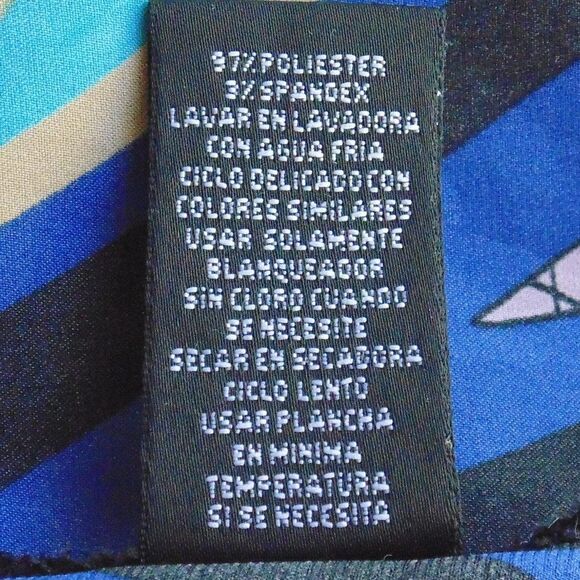 97% POLIESTER
3% SPANDEX
LAVAR EN LAVADORA
CON AGUA FRIA
CICLO DELICADO CON
COLORES SIMILARES
USAR SOLAMENTE
BLANQUEADOR
SIN CLORO CUANDO
SE NECESITE
SECAR EN SECADORA
CICLO LENTO
USAR PLANCHA
EN MINIMA
TEMPERATURA
SI SE NECESITA